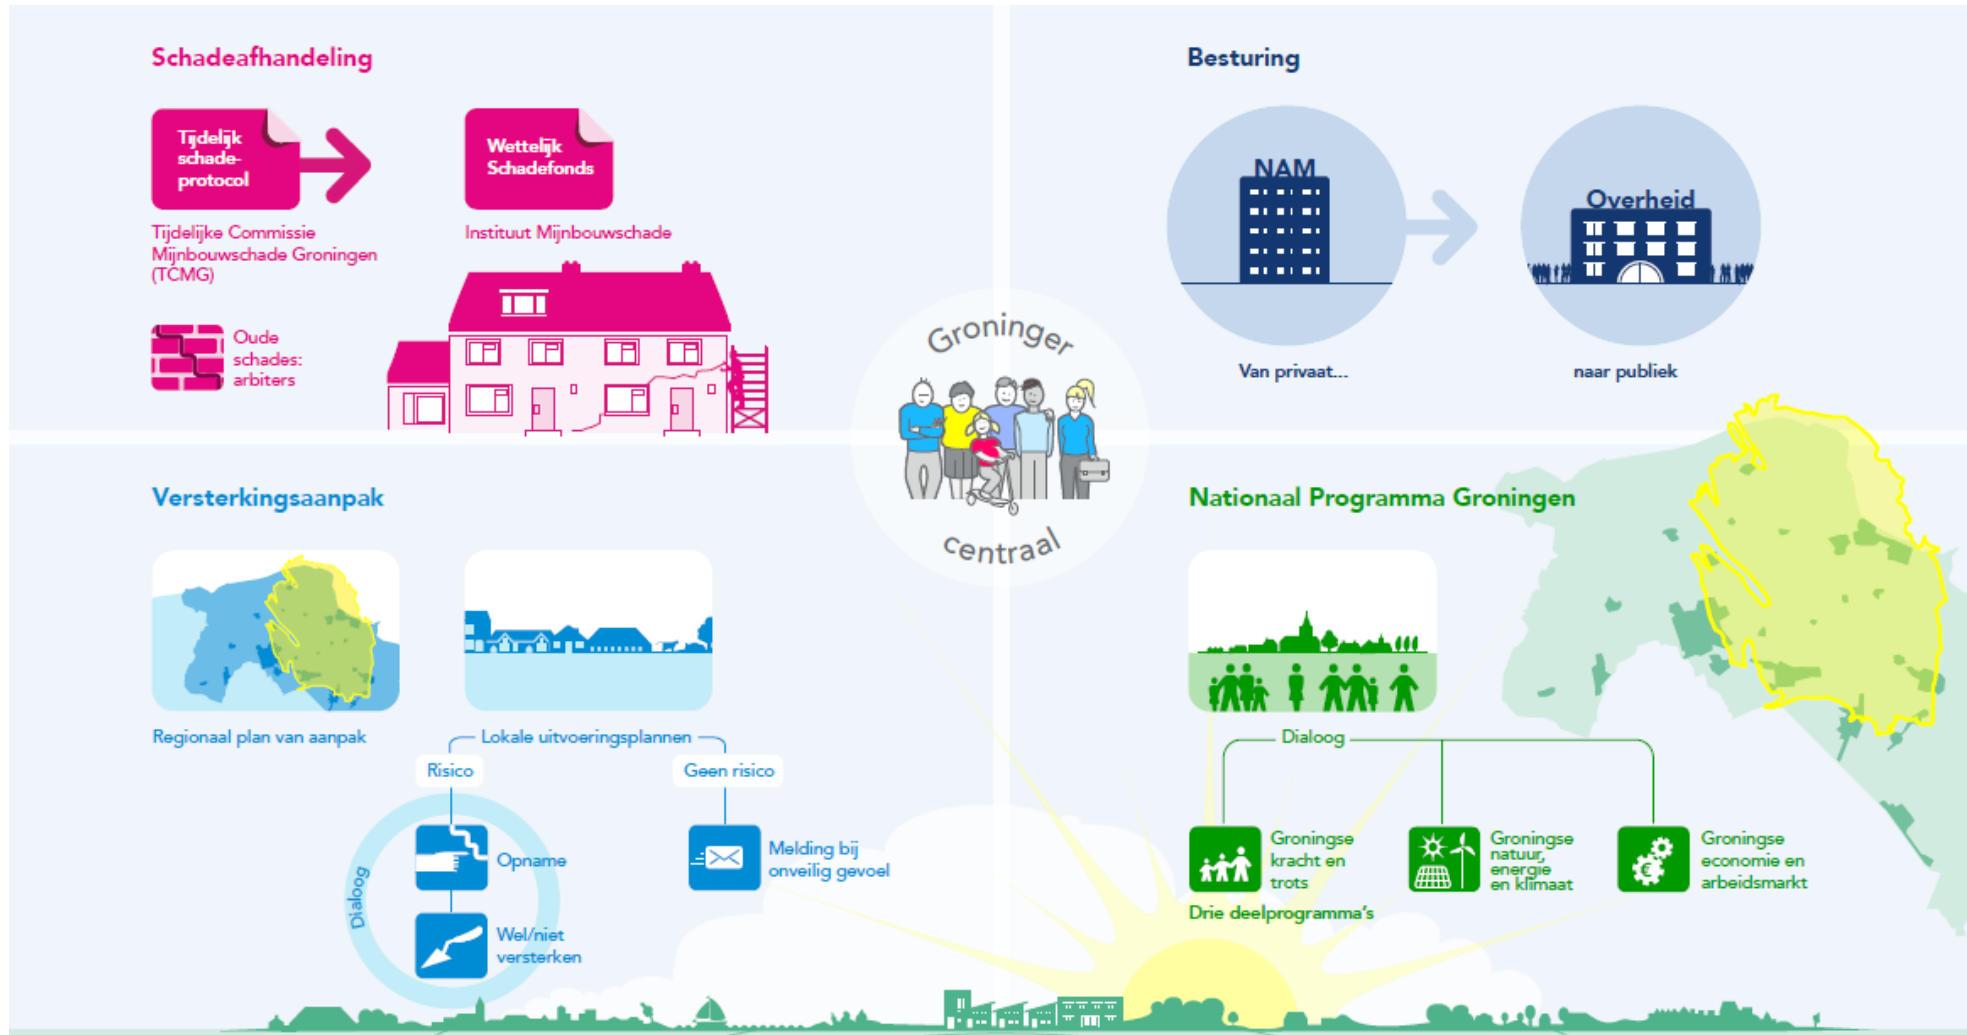 Schadeafhandeling
Tijdelijk
schade-
protocol
Wettelijk
Schadefonds
Tijdelijke Commissie
Mijnbouwschade Groningen
(TCMG)
Instituut Mijnbouwschade
Oude
schades:
arbiters
Besturing
NAM
Overheid
Van privaat...
naar publiek
Groninger
centraal
Versterkingsaanpak
Regionaal plan van aanpak
Lokale uitvoeringsplannen
Risico
Geen risico
Dialoog
Opname
Wel/niet
versterken
Melding bij
onveilig gevoel
Nationaal Programma Groningen
Dialoog
Groningse
kracht en
trots
Groningse
natuur,
energie
en klimaat
€
Groningse
economie en
arbeidsmarkt
Drie deelprogramma's